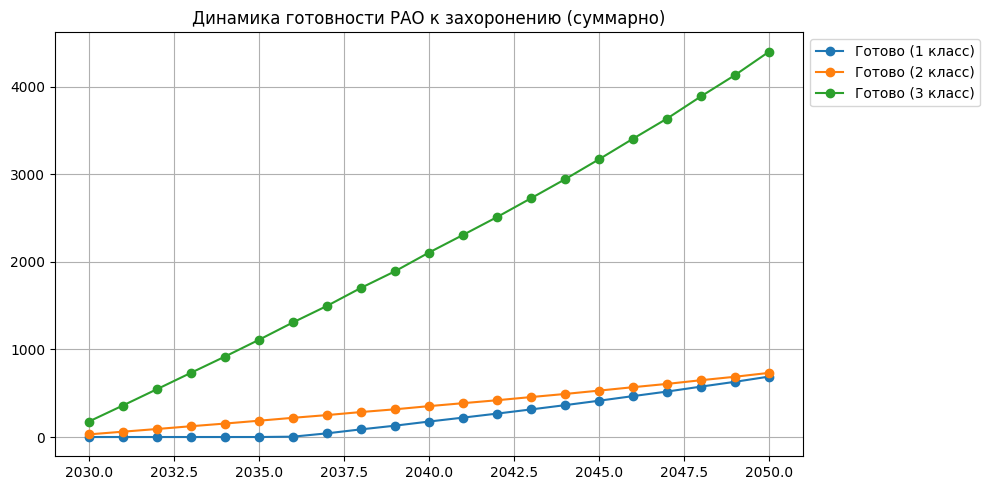 Динамика готовности РАО к захоронению (суммарно)
Готово (1 класс)
Готово (2 класс)
Готово (3 класс)
4000
3000
2000
1000
0
2030.0 2032.5 2035.0 2037.5 2040.0 2042.5 2045.0 2047.5 2050.0